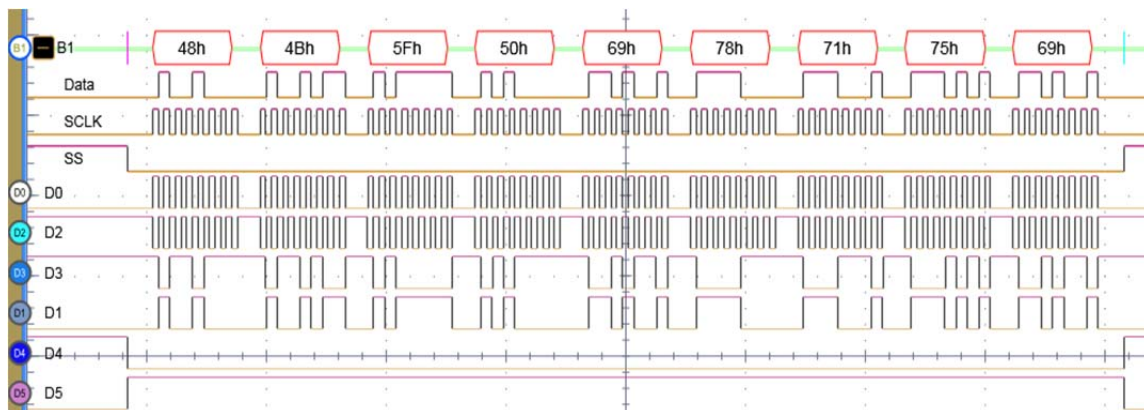 B1 B1 48h 4Bh 5Fh 50h 69h 78h 71h 75h 69h
Data
SCLK
SS
D0 D0
D2 D2
D3 D3
D1 D1
D4 D4
D5 D5